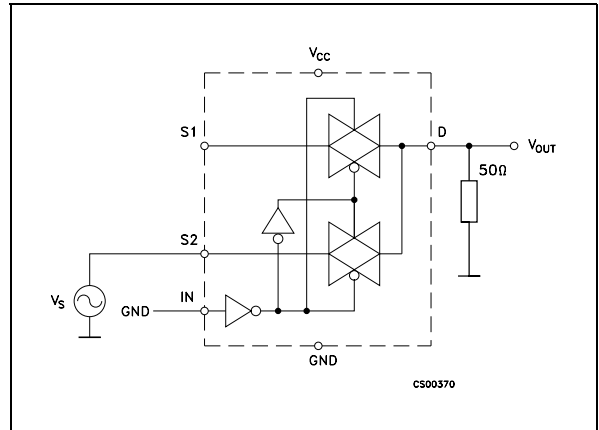 VCC
S1
D
VOUT
50Ω
S2
VS
IN
GND
GND
CS00370